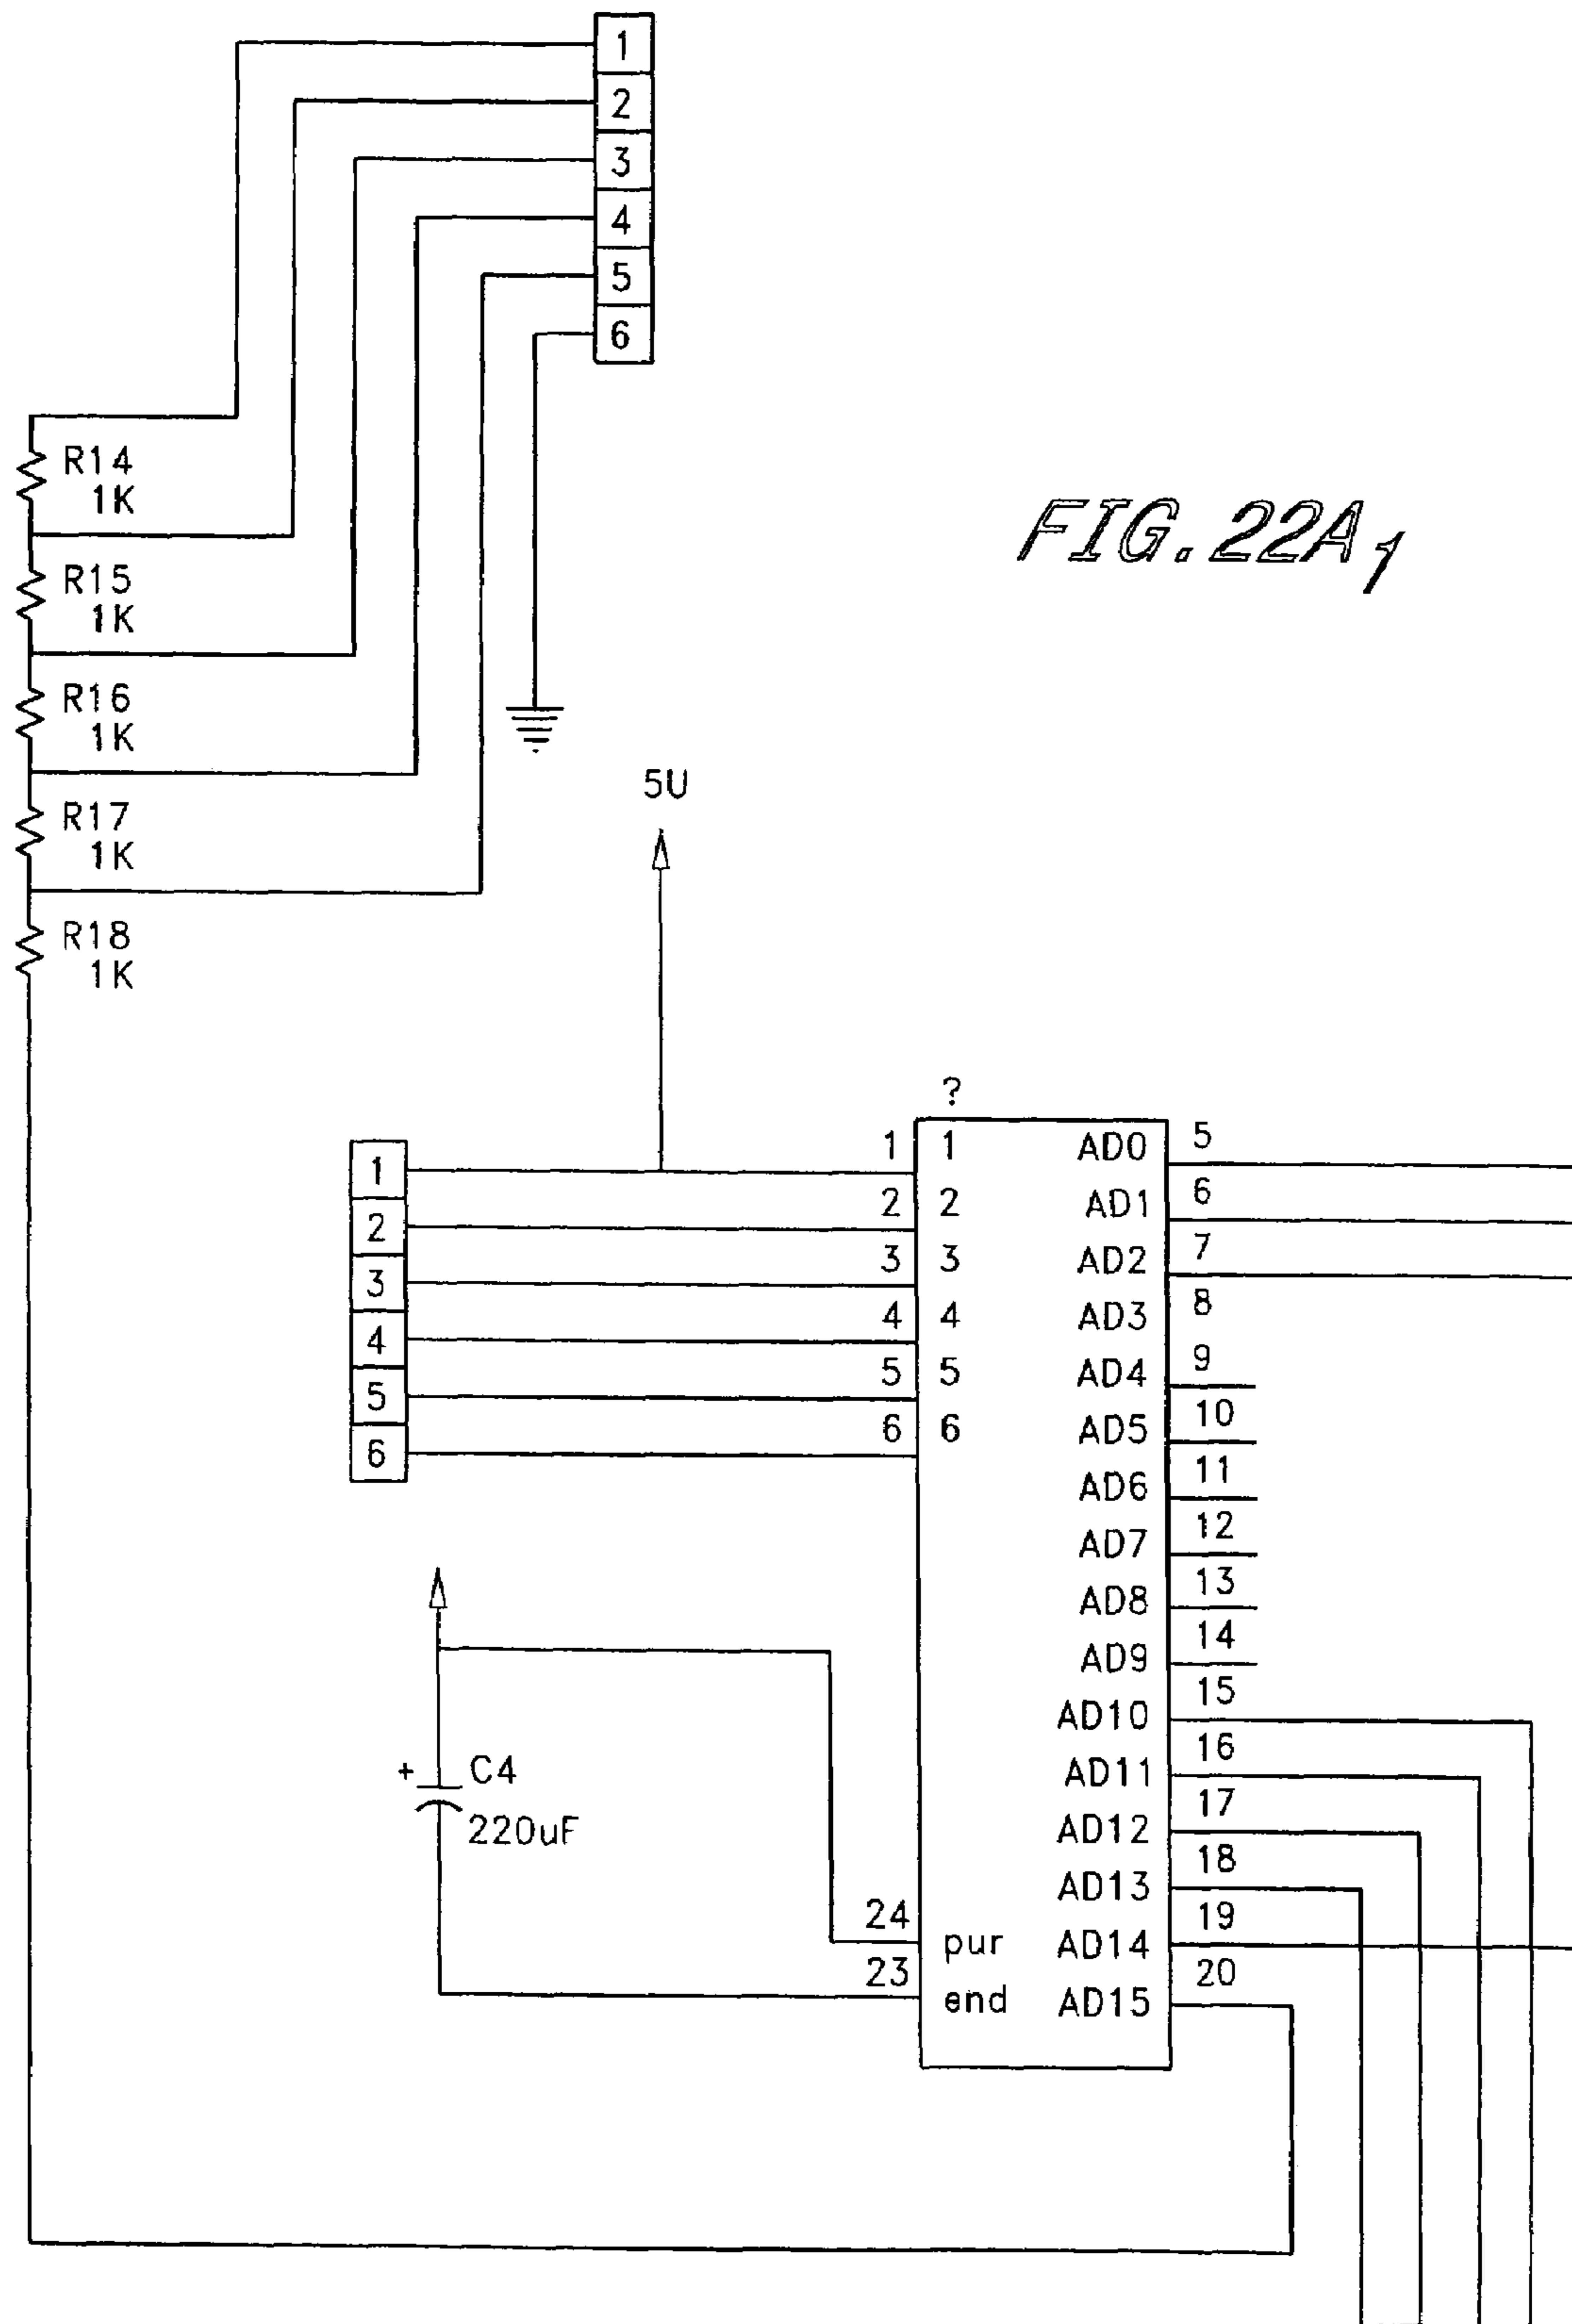 1
2
3
4
5
6
R14
1K
R15
1K
R16
1K
R17
1K
R18
1K
FIG. 22A1
5U
?
1
2
3
4
5
6
1 1 AD0 5
2 2 AD1 6
3 3 AD2 7
4 4 AD3 8
5 5 AD4 9
6 6 AD5 10
AD6 11
AD7 12
AD8 13
AD9 14
AD10 15
+ C4
220uF
AD11 16
AD12 17
AD13 18
24 pur AD14 19
23 end AD15 20